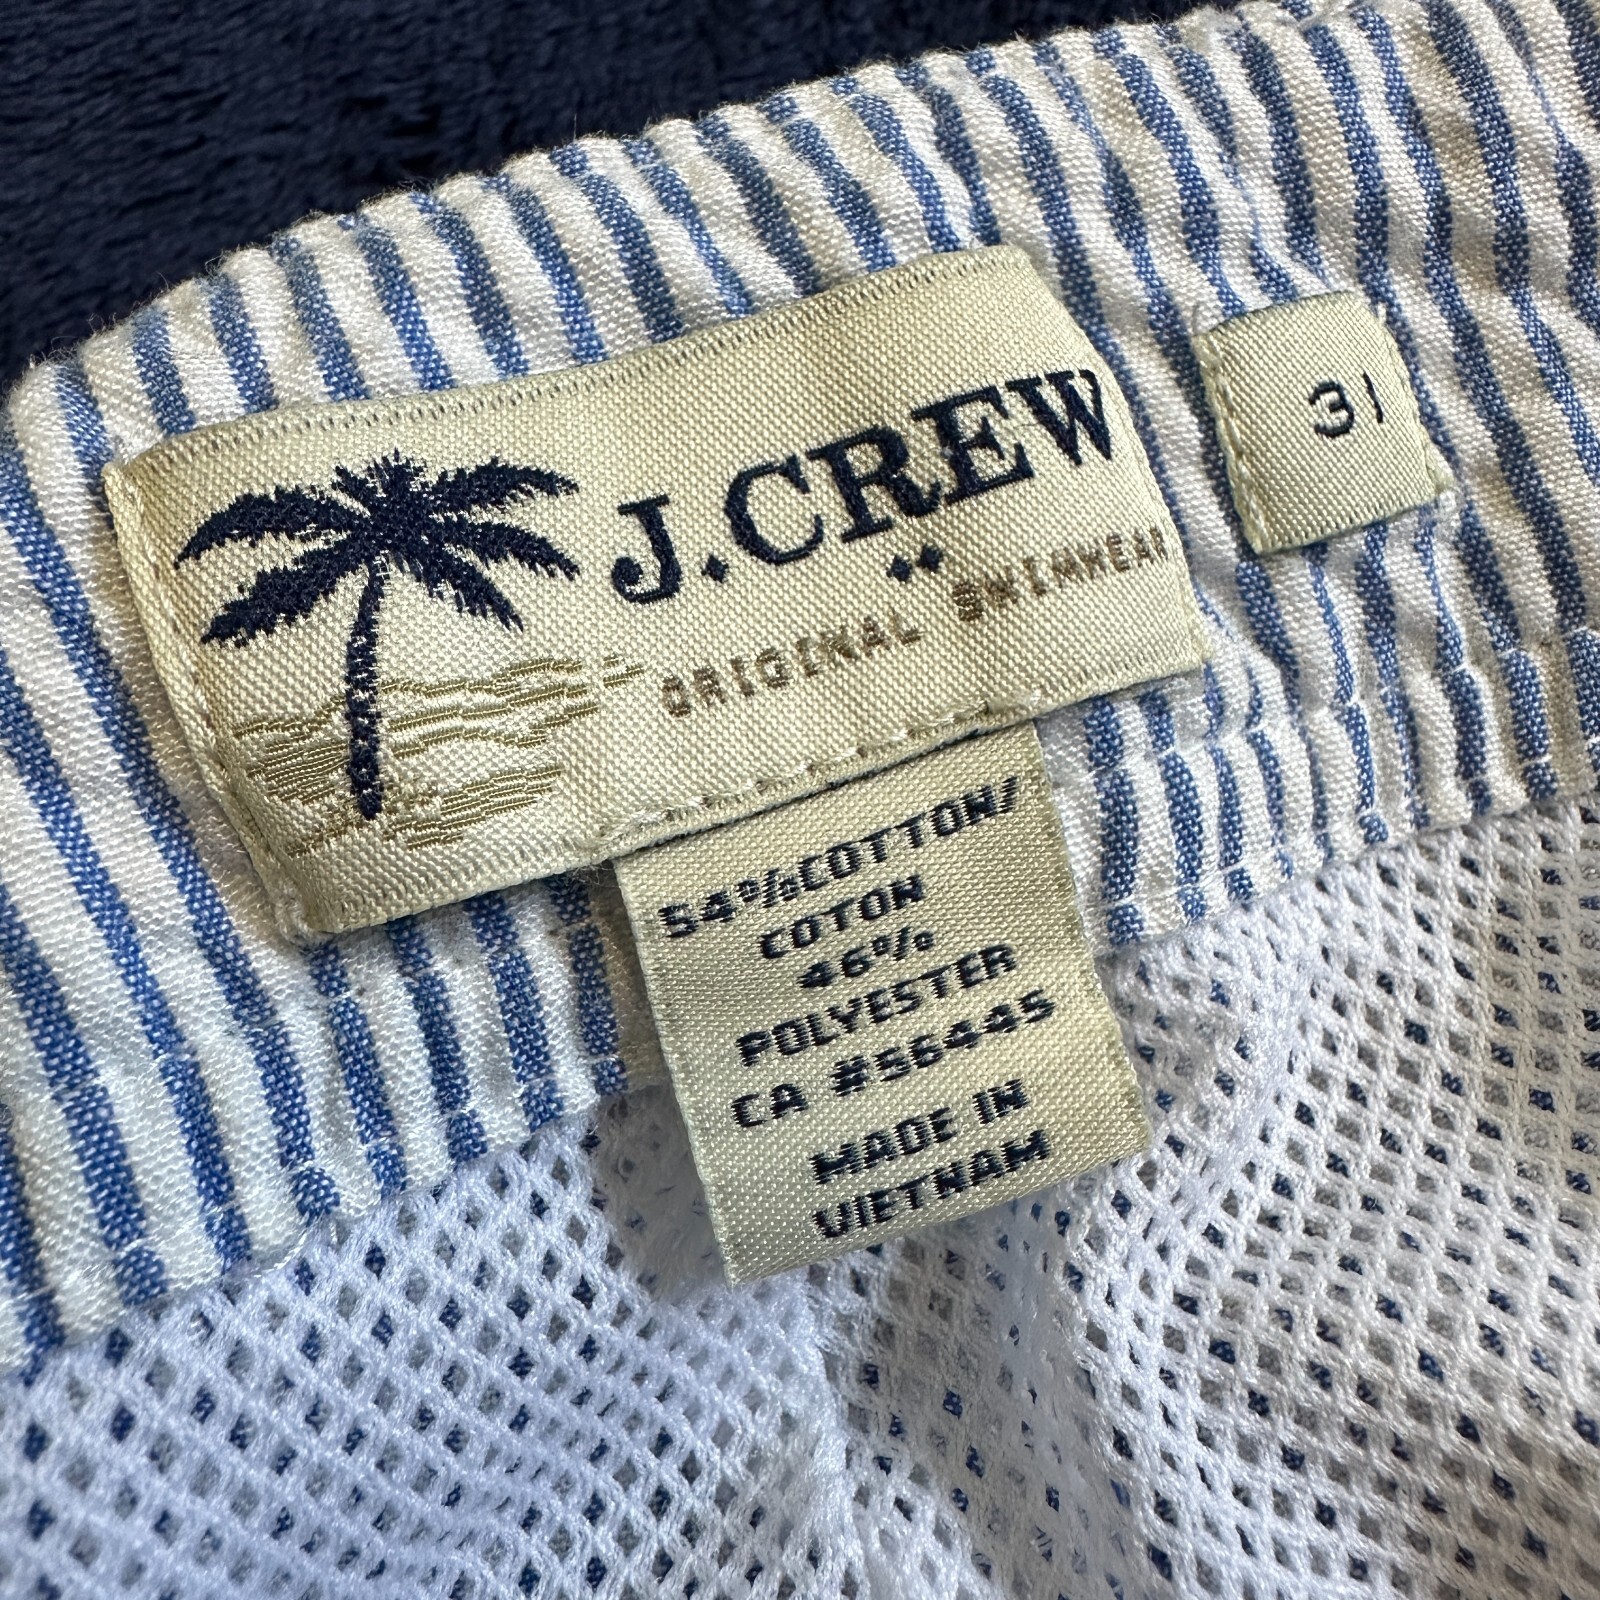 J.CREW
ORIGINAL SWIMWEAR
31
54%COTTON/
COTON
46%
POLYESTER
CA #56445
MADE IN
VIETNAM